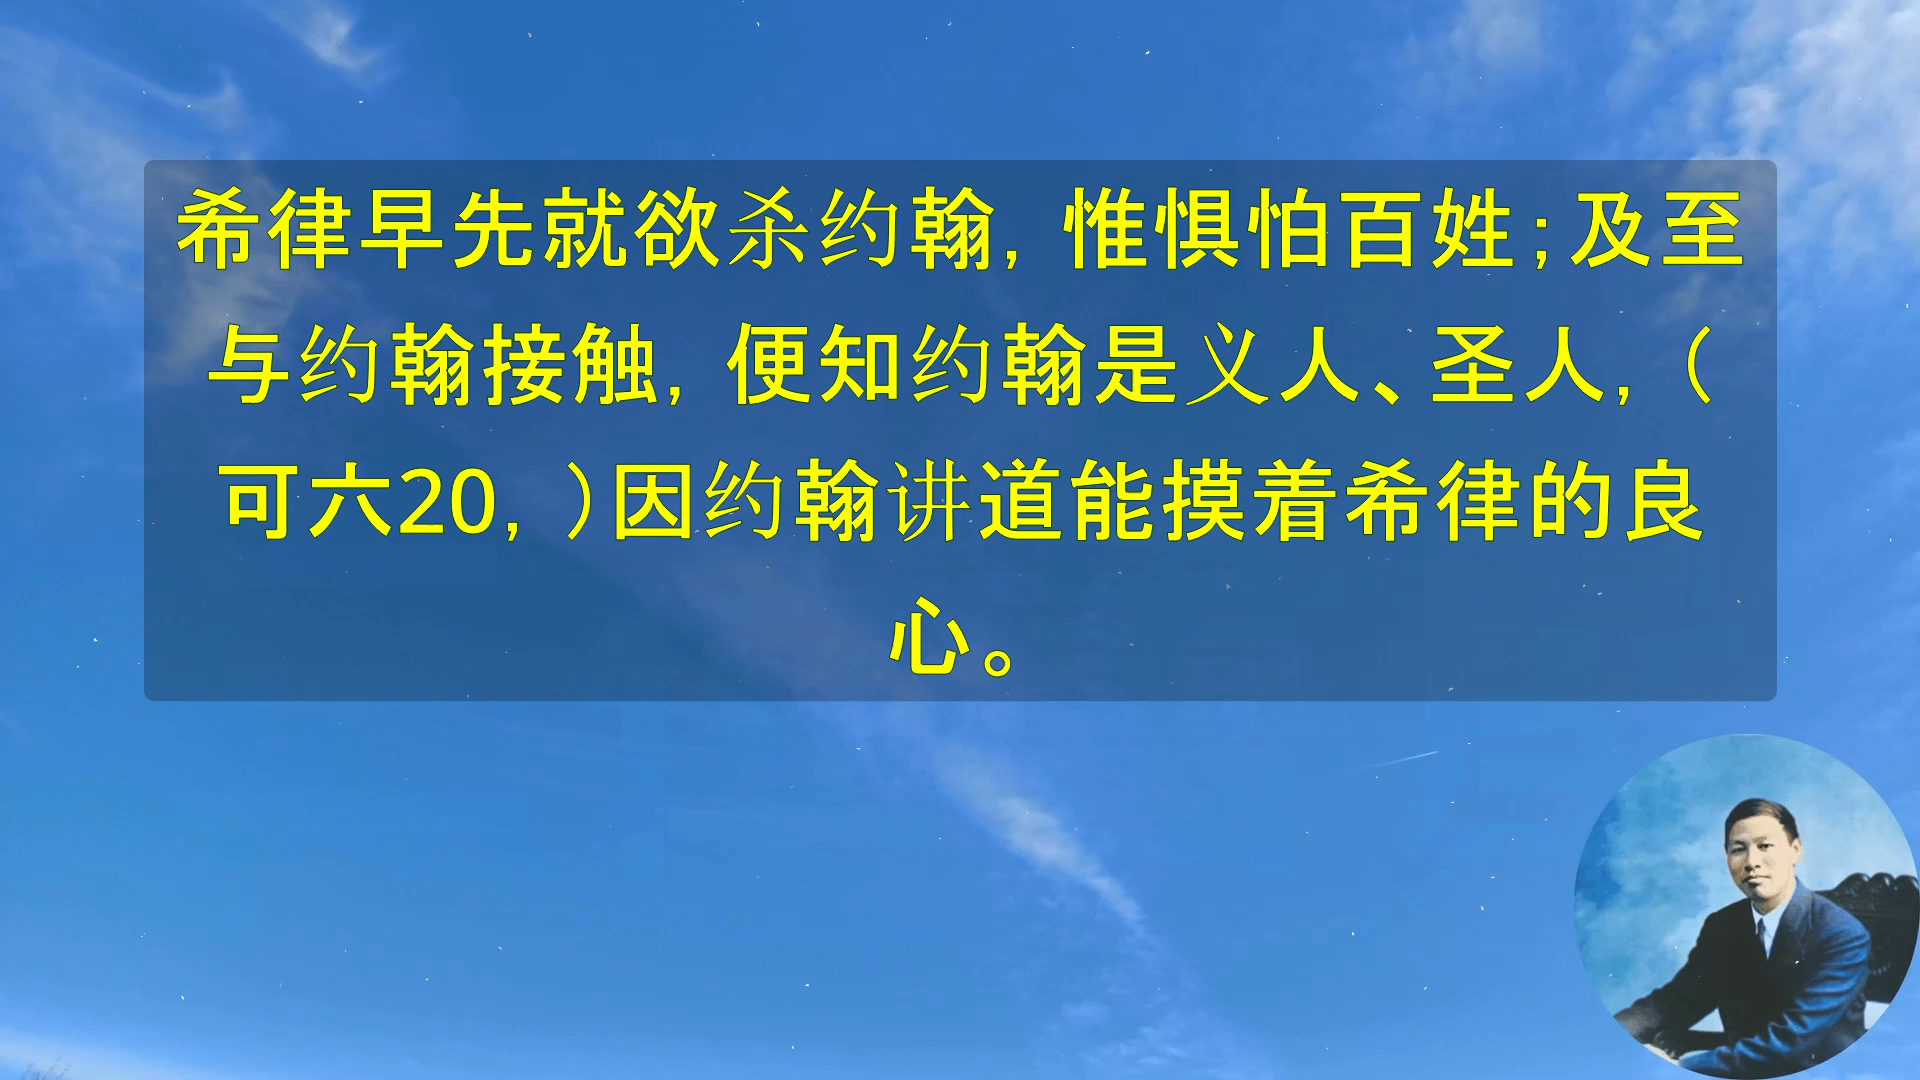 希律早先就欲杀约翰, 惟惧怕百姓;及至
与约翰接触, 便知约翰是义人、圣人, (
可六20, )因约翰讲道能摸着希律的良
心。